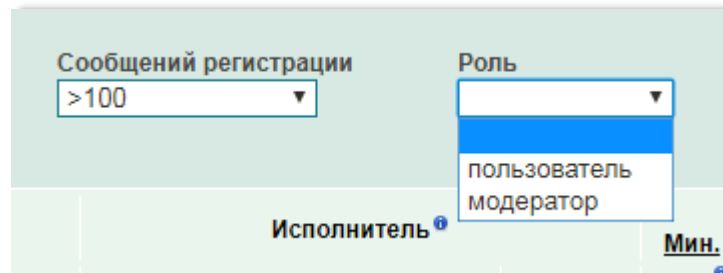 Сообщений регистрации Роль
>100
пользователь
модератор
Исполнитель
Мин.